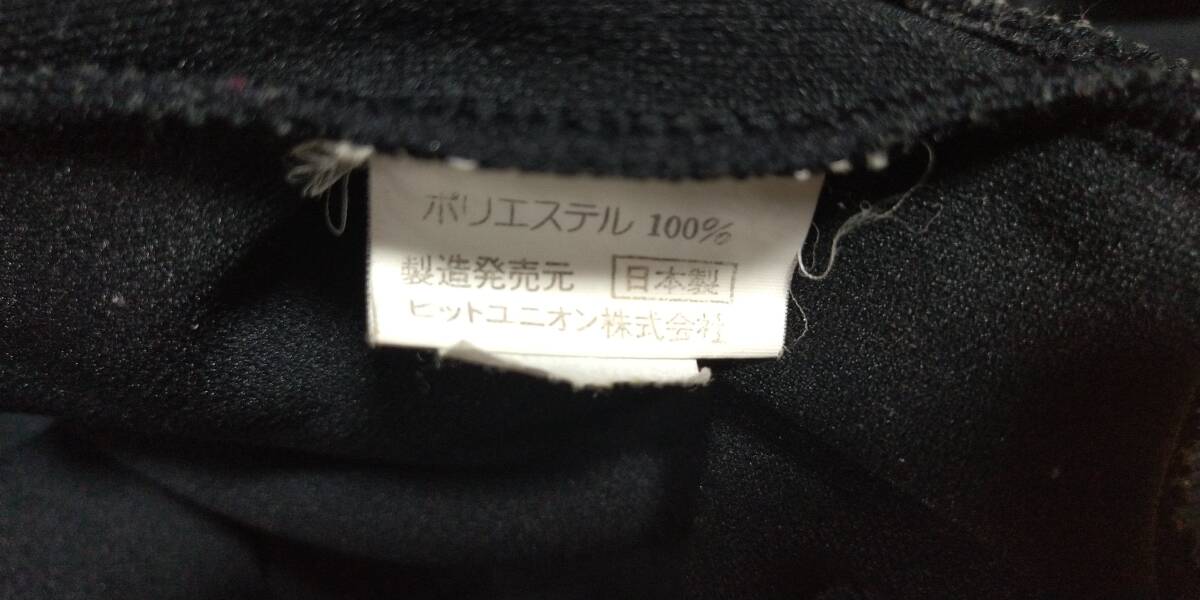 ポリエステル 100%
製造発売元 日本製
ヒットユニオン株式会社